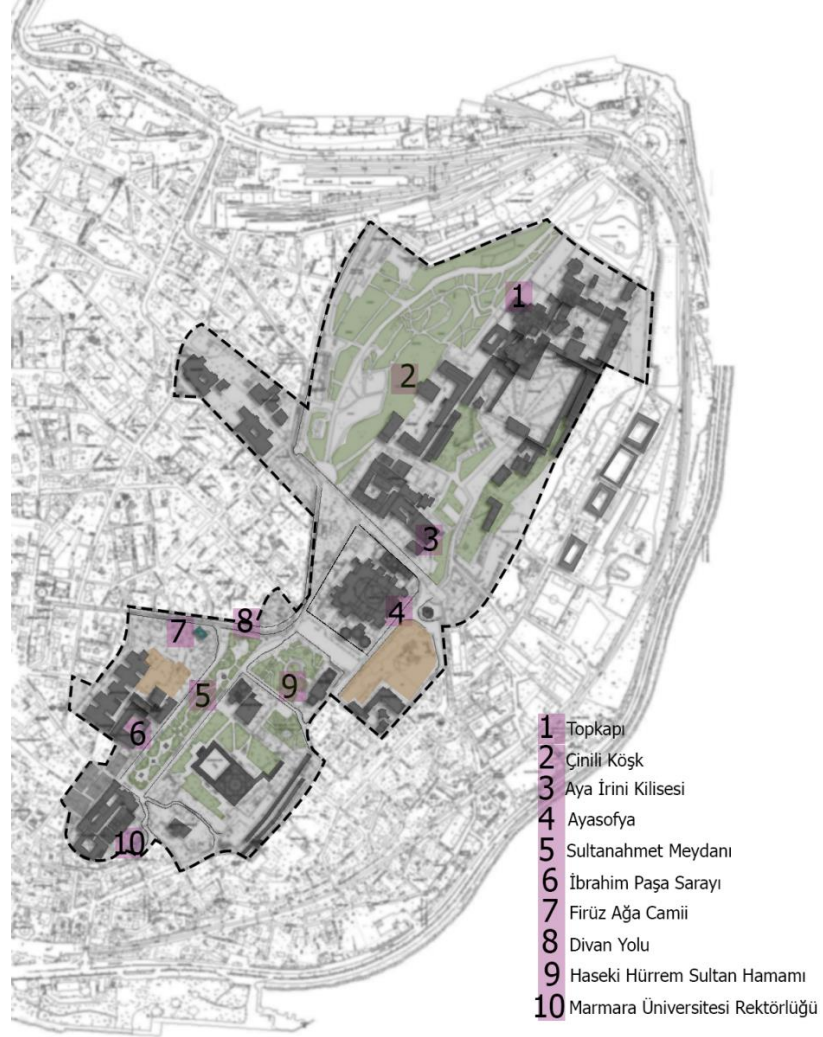 1
2
3
4
8
7
9
5
6
10
1 Topkapı
2 Çinili Köşk
3 Aya İrini Kilisesi
4 Ayasofya
5 Sultanahmet Meydanı
6 İbrahim Paşa Sarayı
7 Firüz Ağa Camii
8 Divan Yolu
9 Haseki Hürrem Sultan Hamamı
10 Marmara Üniversitesi Rektörlüğü